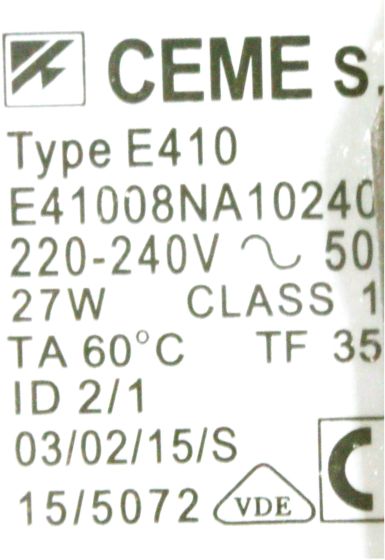 CEME s.
Type E410
E41008NA10240
220-240V ~ 50
27W CLASS 1
TA 60°C TF 35
ID 2/1
03/02/15/S
15/5072 VDE